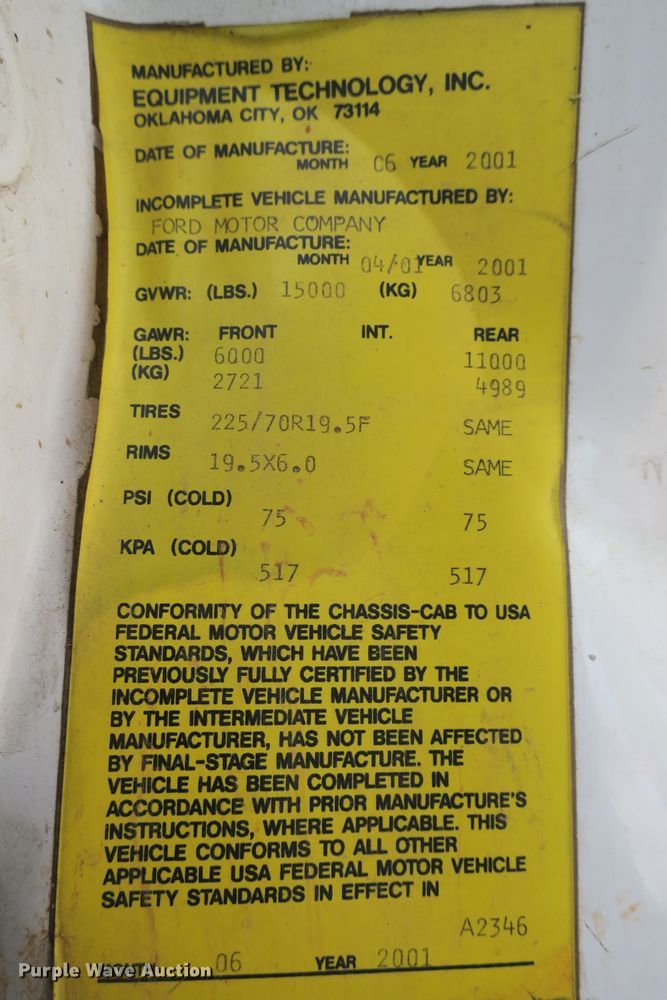 MANUFACTURED BY:
EQUIPMENT TECHNOLOGY, INC.
OKLAHOMA CITY, OK 73114
DATE OF MANUFACTURE:
MONTH 06 YEAR 2001
INCOMPLETE VEHICLE MANUFACTURED BY:
FORD MOTOR COMPANY
DATE OF MANUFACTURE:
MONTH 04/01 YEAR 2001
GVWR: (LBS.) 15000 (KG) 6803
GAWR: FRONT INT. REAR
(LBS.) 6000 11000
(KG) 2721 4989
TIRES 225/70R19.5F SAME
RIMS 19.5X6.0 SAME
PSI (COLD)
75 75
KPA (COLD)
517 517
CONFORMITY OF THE CHASSIS-CAB TO USA
FEDERAL MOTOR VEHICLE SAFETY
STANDARDS, WHICH HAVE BEEN
PREVIOUSLY FULLY CERTIFIED BY THE
INCOMPLETE VEHICLE MANUFACTURER OR
BY THE INTERMEDIATE VEHICLE
MANUFACTURER, HAS NOT BEEN AFFECTED
BY FINAL-STAGE MANUFACTURE. THE
VEHICLE HAS BEEN COMPLETED IN
ACCORDANCE WITH PRIOR MANUFACTURE'S
INSTRUCTIONS, WHERE APPLICABLE. THIS
VEHICLE CONFORMS TO ALL OTHER
APPLICABLE USA FEDERAL MOTOR VEHICLE
SAFETY STANDARDS IN EFFECT IN
A2346
06 YEAR 2001
Purple Wave Auction